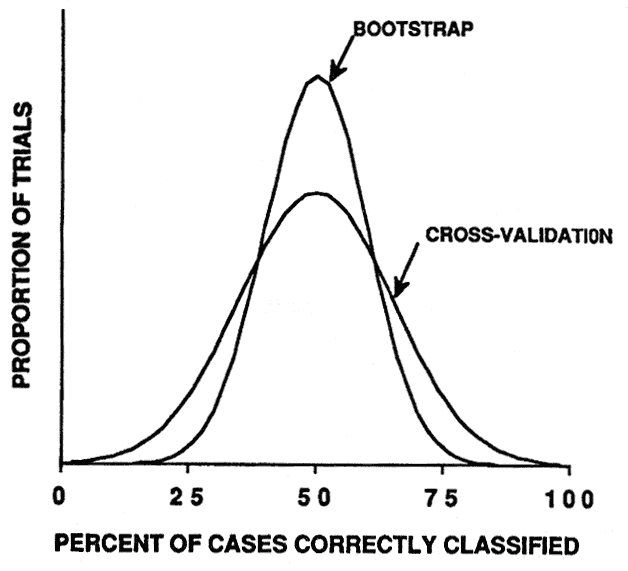 BOOTSTRAP
CROSS-VALIDATION
PROPORTION OF TRIALS
0 25 50 75 100
PERCENT OF CASES CORRECTLY CLASSIFIED